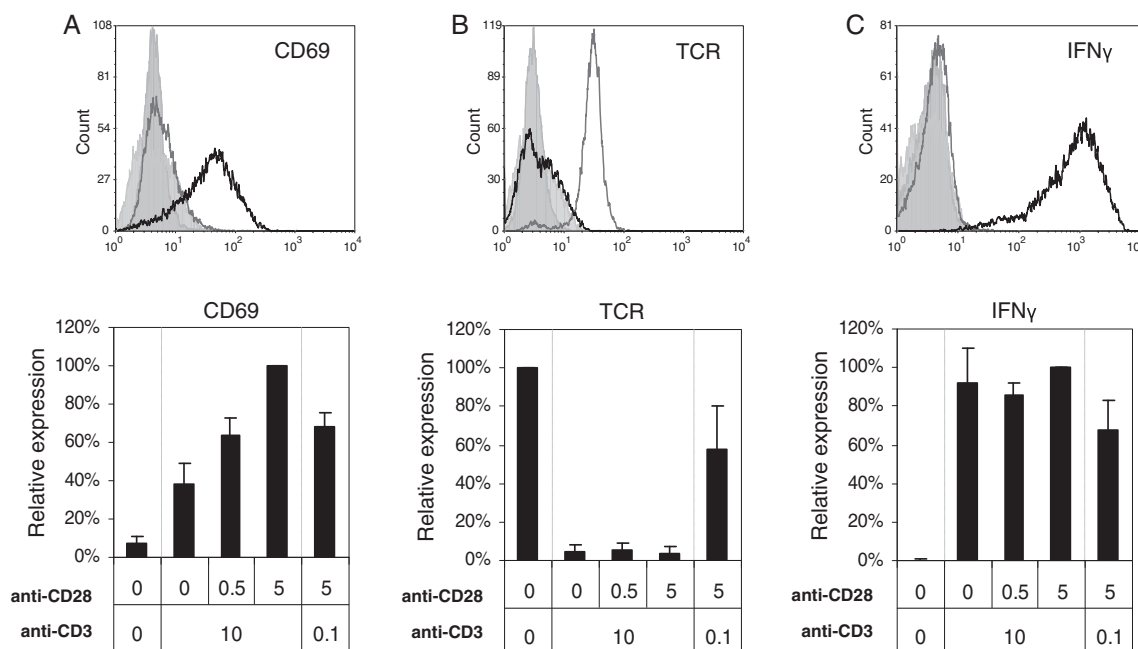 A
B
C
CD69
TCR
IFNγ
Count
108
81
54
27
0
10^0 10^1 10^2 10^3 10^4
Count
119
89
60
30
0
10^0 10^1 10^2 10^3 10^4
Count
81
61
41
20
0
10^0 10^1 10^2 10^3
CD69
Relative expression
120%
100%
80%
60%
40%
20%
0%
TCR
Relative expression
120%
100%
80%
60%
40%
20%
0%
IFNγ
Relative expression
120%
100%
80%
60%
40%
20%
0%
anti-CD28 0 0 0.5 5 5
anti-CD3 0 10 0.1
anti-CD28 0 0 0.5 5 5
anti-CD3 0 10 0.1
anti-CD28 0 0 0.5 5 5
anti-CD3 0 10 0.1